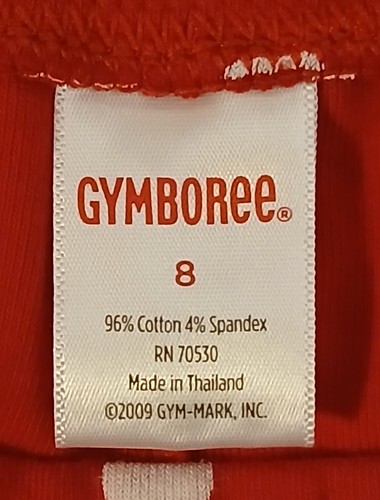 GYMBOREE®
8
96% Cotton 4% Spandex
RN 70530
Made in Thailand
©2009 GYM-MARK, INC.